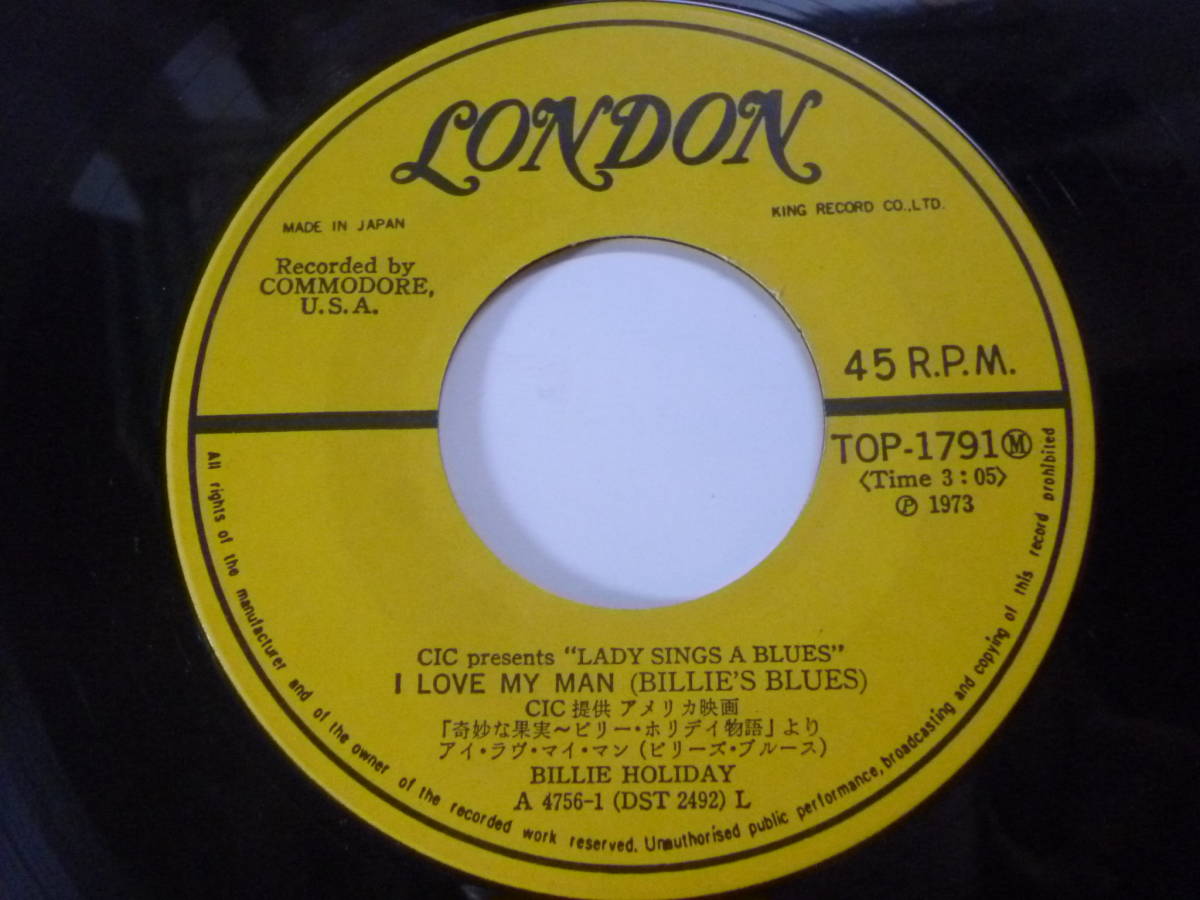 LONDON
MADE IN JAPAN
KING RECORD CO.,LTD.
Recorded by
COMMODORE,
U.S.A.
45 R.P.M.
TOP-1791Ⓜ
〈Time 3:05〉
Ⓟ 1973
CIC presents “LADY SINGS A BLUES”
I LOVE MY MAN (BILLIE'S BLUES)
CIC 提供 アメリカ映画
「奇妙な果実〜ビリー・ホリデイ物語」より
アイ・ラヴ・マイ・マン (ビリーズ・ブルース)
BILLIE HOLIDAY
A 4756-1 (DST 2492) L
All rights of the manufacturer and of the owner of the recorded work reserved. Unauthorised public performance, broadcasting and copying of this record prohibited